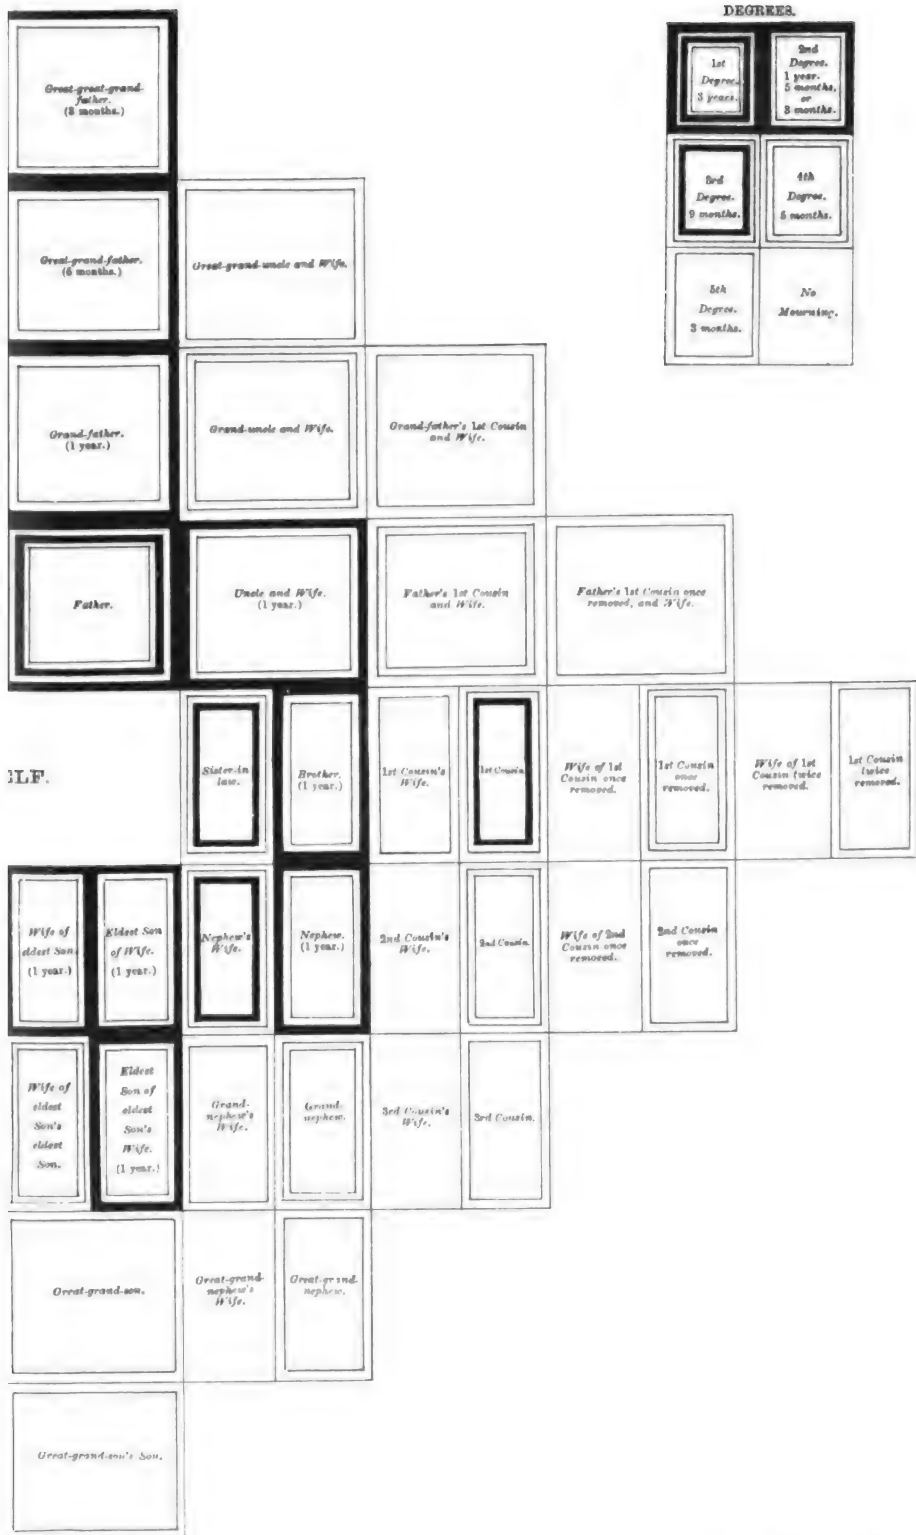 DEGREES.
1st
Degree.
3 years.
2nd
Degree.
1 year.
5 months,
or
3 months.
3rd
Degree.
9 months.
4th
Degree.
5 months.
5th
Degree.
3 months.
No
Mourning.
Great-great-grand-
father.
(3 months.)
Great-grand-father.
(5 months.)
Great-grand-uncle and Wife.
Grand-father.
(1 year.)
Grand-uncle and Wife.
Grand-father's 1st Cousin
and Wife.
Father.
Uncle and Wife.
(1 year.)
Father's 1st Cousin
and Wife.
Father's 1st Cousin once
removed, and Wife.
ELF.
Sister-in
law.
Brother.
(1 year.)
1st Cousin's
Wife.
1st Cousin.
Wife of 1st
Cousin once
removed.
1st Cousin
once
removed.
Wife of 1st
Cousin twice
removed.
1st Cousin
twice
removed.
Wife of
eldest Son.
(1 year.)
Eldest Son
of Wife.
(1 year.)
Nephew's
Wife.
Nephew.
(1 year.)
2nd Cousin's
Wife.
2nd Cousin.
Wife of 2nd
Cousin once
removed.
2nd Cousin
once
removed.
Wife of
eldest
Son's
eldest
Son.
Eldest
Son of
eldest
Son's
Wife.
(1 year.)
Grand-
nephew's
Wife.
Grand-
nephew.
3rd Cousin's
Wife.
3rd Cousin.
Great-grand-son.
Great-grand-
nephew's
Wife.
Great-grand-
nephew.
Great-grand-son's Son.